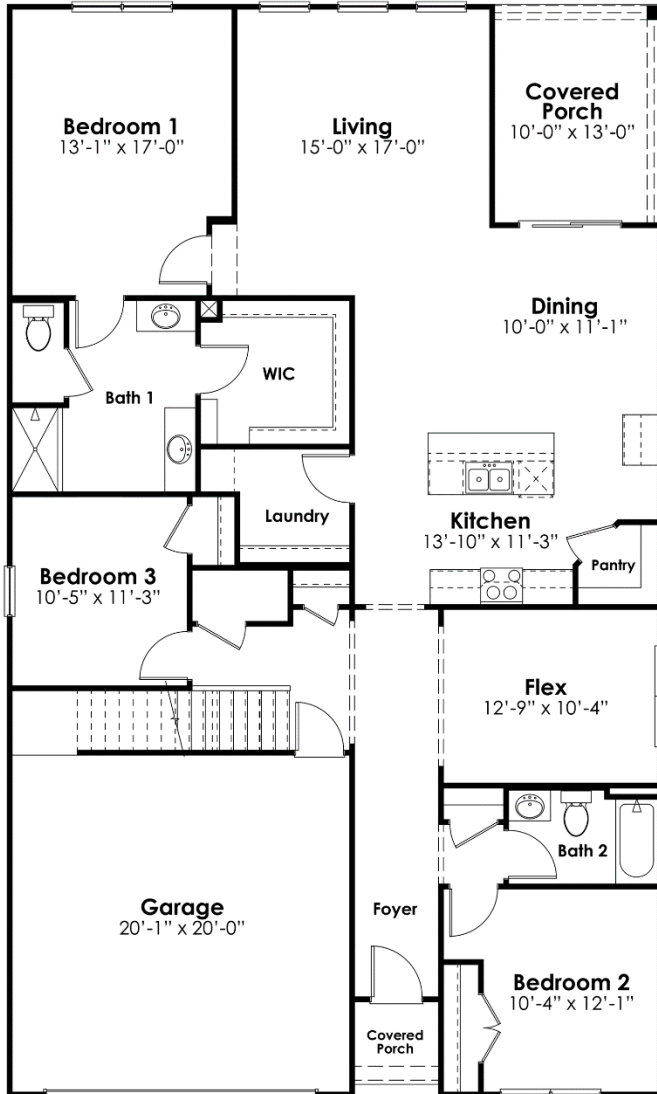 Bedroom 1
13'-1" x 17'-0"
Living
15'-0" x 17'-0"
Covered
Porch
10'-0" x 13'-0"
Dining
10'-0" x 11'-1"
WIC
Bath 1
Laundry
Kitchen
13'-10" x 11'-3"
Pantry
Bedroom 3
10'-5" x 11'-3"
Flex
12'-9" x 10'-4"
Bath 2
Garage
20'-1" x 20'-0"
Foyer
Bedroom 2
10'-4" x 12'-1"
Covered
Porch